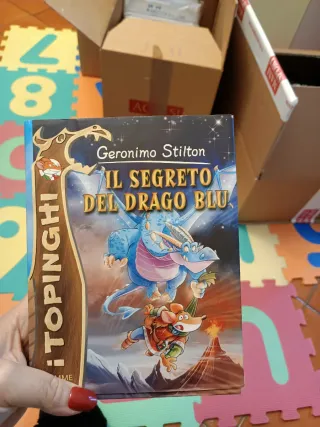 Geronimo Stilton
IL SEGRETO
DEL DRAGO BLU
i TOPINGHI